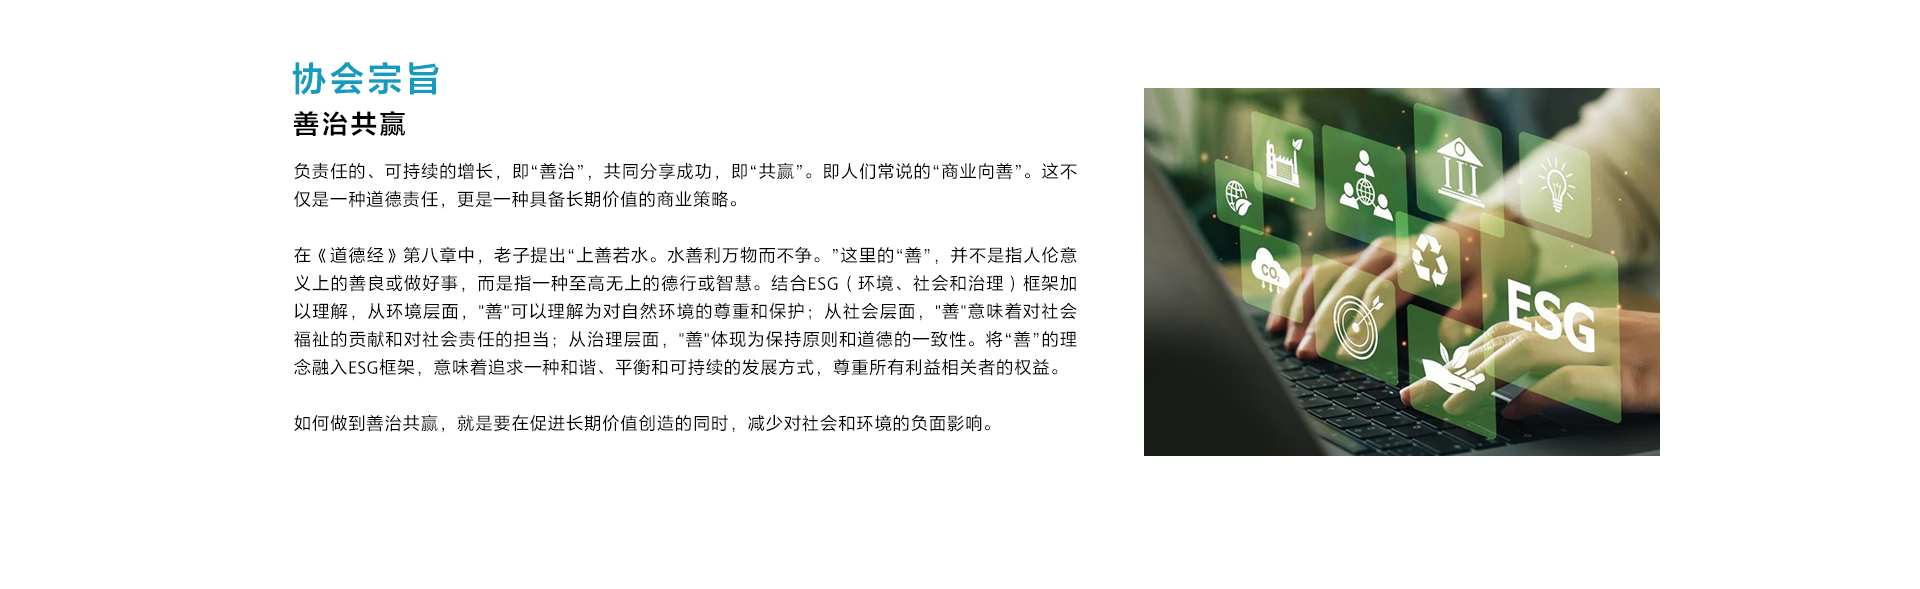 协会宗旨
善治共赢
负责任的、可持续的增长，即“善治”，共同分享成功，即“共赢”。即人们常说的“商业向善”。这不
仅是一种道德责任，更是一种具备长期价值的商业策略。
在《道德经》第八章中，老子提出“上善若水。水善利万物而不争。”这里的“善”，并不是指人伦意
义上的善良或做好事，而是指一种至高无上的德行或智慧。结合ESG（环境、社会和治理）框架加
以理解，从环境层面，"善"可以理解为对自然环境的尊重和保护；从社会层面，"善"意味着对社会
福祉的贡献和对社会责任的担当；从治理层面，"善"体现为保持原则和道德的一致性。将“善”的理
念融入ESG框架，意味着追求一种和谐、平衡和可持续的发展方式，尊重所有利益相关者的权益。
如何做到善治共赢，就是要在促进长期价值创造的同时，减少对社会和环境的负面影响。
CO₂
ESG